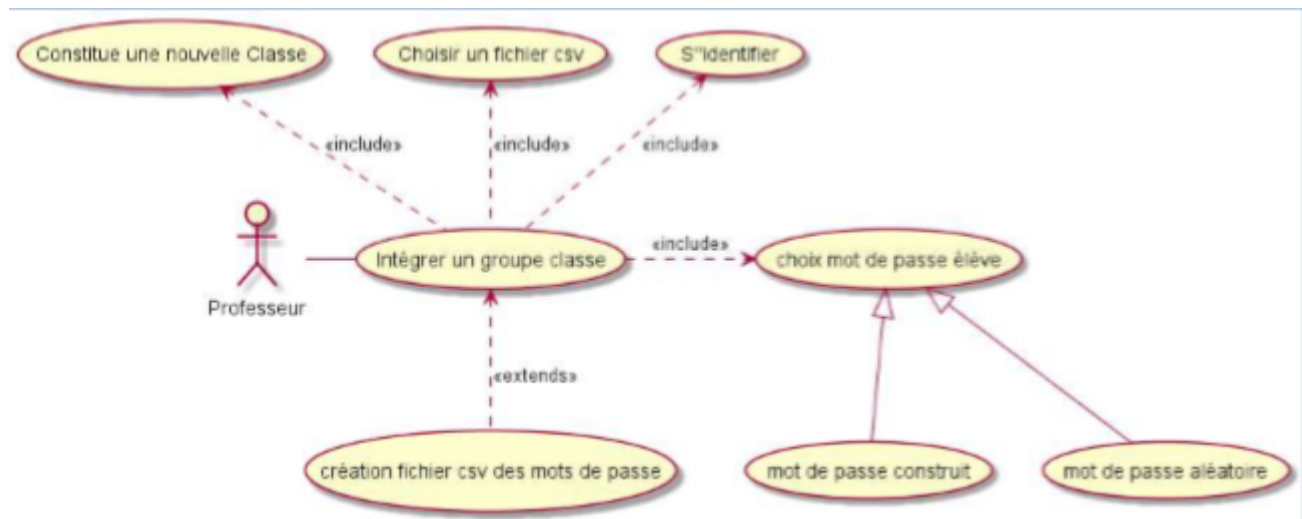 Constitue une nouvelle Classe
Choisir un fichier csv
S''identifier
«include»
«include»
«include»
Intégrer un groupe classe
«include»
choix mot de passe élève
Professeur
«extends»
création fichier csv des mots de passe
mot de passe construit
mot de passe aléatoire